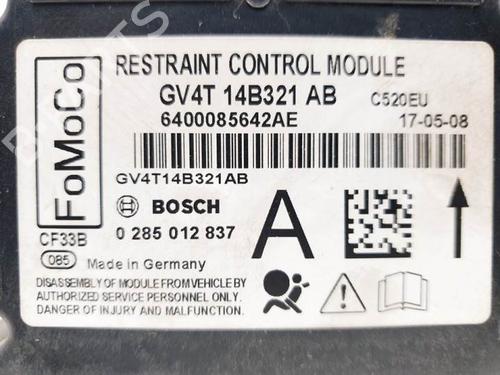 FoMoCo
RESTRAINT CONTROL MODULE
GV4T 14B321 AB C520EU
6400085642AE 17-05-08
GV4T14B321AB
BOSCH
0 285 012 837
A
CF33B
085 Made in Germany
DISASSEMBLY OF MODULE FROM VEHICLE BY
AUTHORIZED SERVICE PERSONNEL ONLY.
DANGER OF INJURY AND MALFUNCTION.